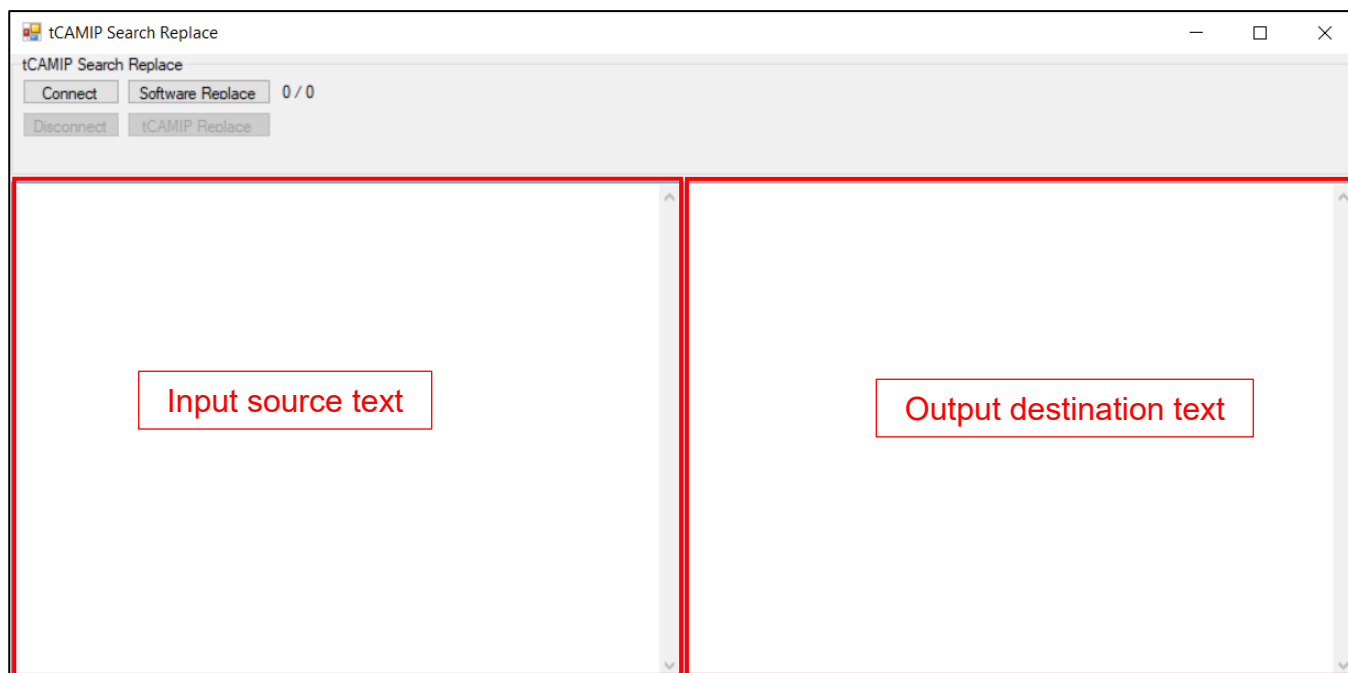 tCAMIP Search Replace
tCAMIP Search Replace
Connect Software Replace 0 / 0
Disconnect tCAMIP Replace
Input source text
Output destination text